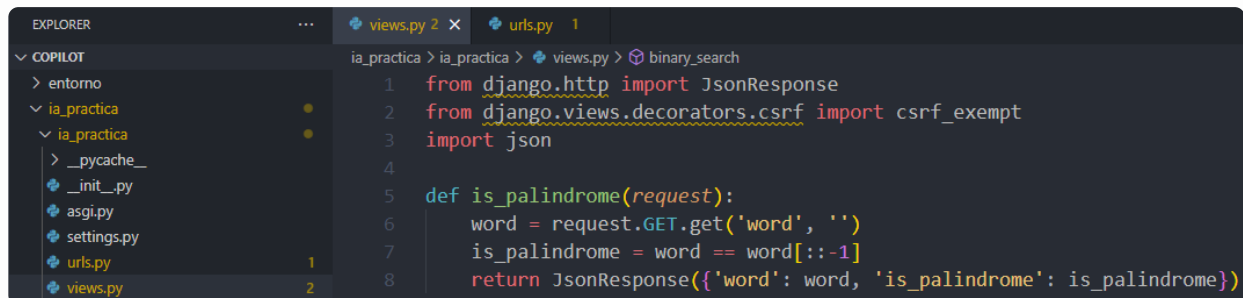 EXPLORER ...
COPILOT
entorno
ia_practica
ia_practica
__pycache__
__init__.py
asgi.py
settings.py
urls.py 1
views.py 2
views.py 2 urls.py 1
ia_practica > ia_practica > views.py > binary_search
1 from django.http import JsonResponse
2 from django.views.decorators.csrf import csrf_exempt
3 import json
4
5 def is_palindrome(request):
6     word = request.GET.get('word', '')
7     is_palindrome = word == word[::-1]
8     return JsonResponse({'word': word, 'is_palindrome': is_palindrome})